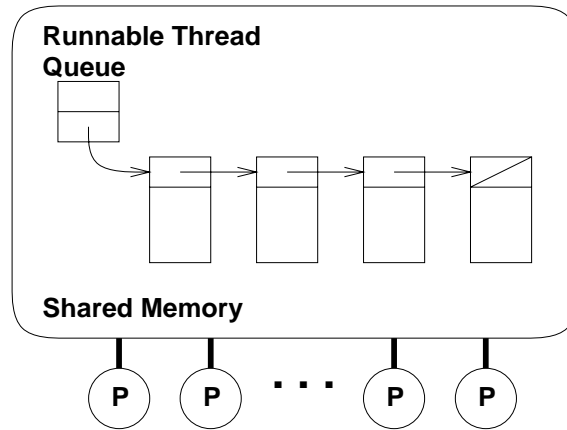 Runnable Thread
Queue
Shared Memory
P P . . . P P